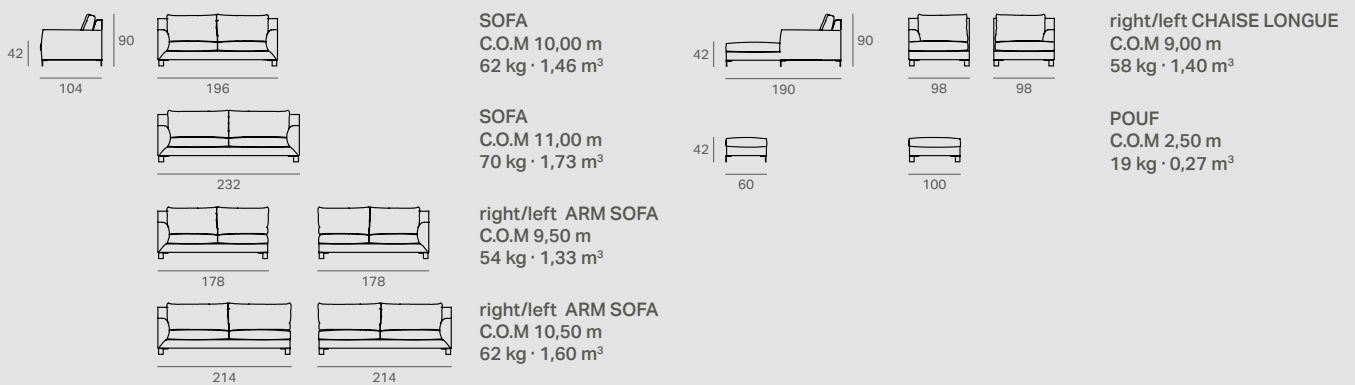 42
90
104
196
SOFA
C.O.M 10,00 m
62 kg · 1,46 m³
232
SOFA
C.O.M 11,00 m
70 kg · 1,73 m³
178
178
right/left ARM SOFA
C.O.M 9,50 m
54 kg · 1,33 m³
214
214
right/left ARM SOFA
C.O.M 10,50 m
62 kg · 1,60 m³
42
90
190
98
98
right/left CHAISE LONGUE
C.O.M 9,00 m
58 kg · 1,40 m³
42
60
100
POUF
C.O.M 2,50 m
19 kg · 0,27 m³